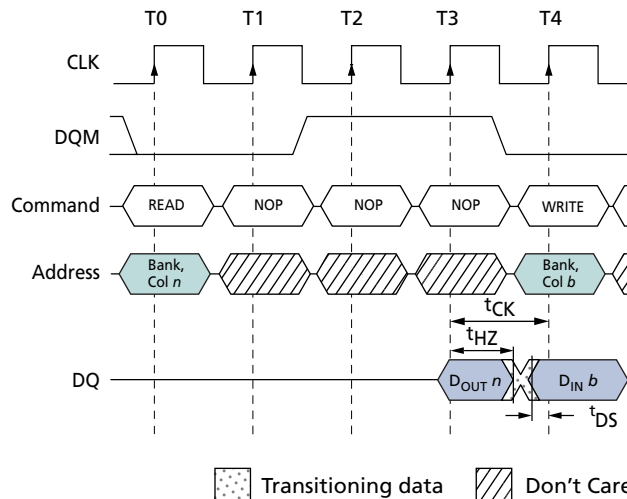 T0 T1 T2 T3 T4
CLK
DQM
Command READ NOP NOP NOP WRITE
Address Bank, Col n Bank, Col b
tCK
tHZ
DQ DOUT n DIN b
tDS
Transitioning data Don't Care